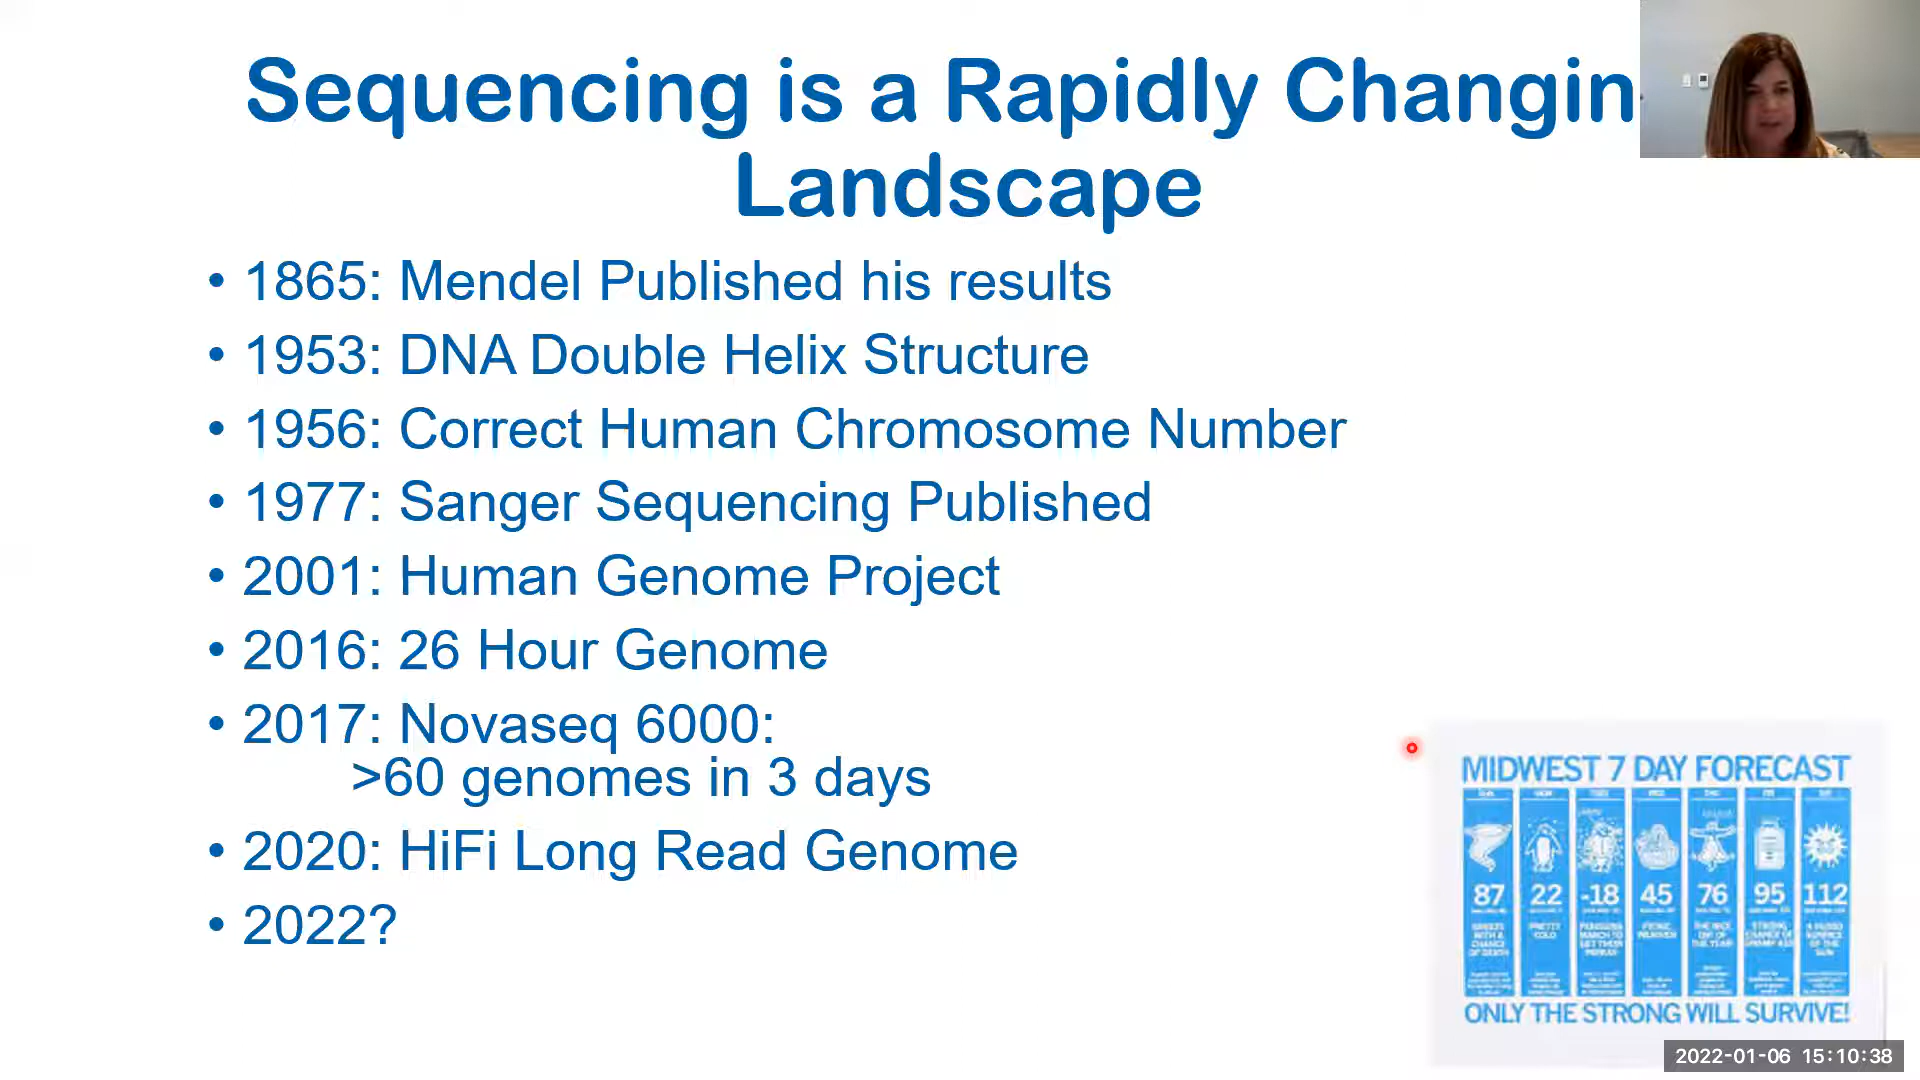 Sequencing is a Rapidly Changin
Landscape
• 1865: Mendel Published his results
• 1953: DNA Double Helix Structure
• 1956: Correct Human Chromosome Number
• 1977: Sanger Sequencing Published
• 2001: Human Genome Project
• 2016: 26 Hour Genome
• 2017: Novaseq 6000:
>60 genomes in 3 days
• 2020: HiFi Long Read Genome
• 2022?
MIDWEST 7 DAY FORECAST
87 22 -18 45 76 95 112
ONLY THE STRONG WILL SURVIVE!
2022-01-06 15:10:38